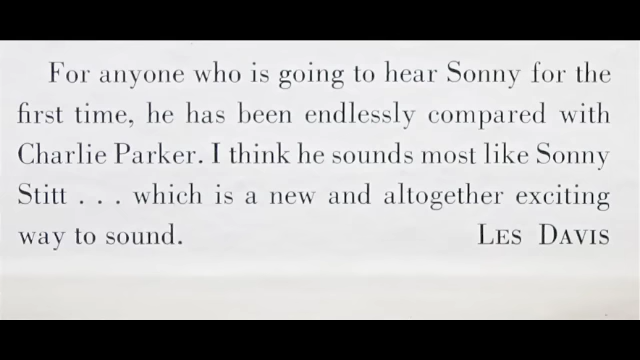 For anyone who is going to hear Sonny for the
first time, he has been endlessly compared with
Charlie Parker. I think he sounds most like Sonny
Stitt . . . which is a new and altogether exciting
way to sound. LES DAVIS